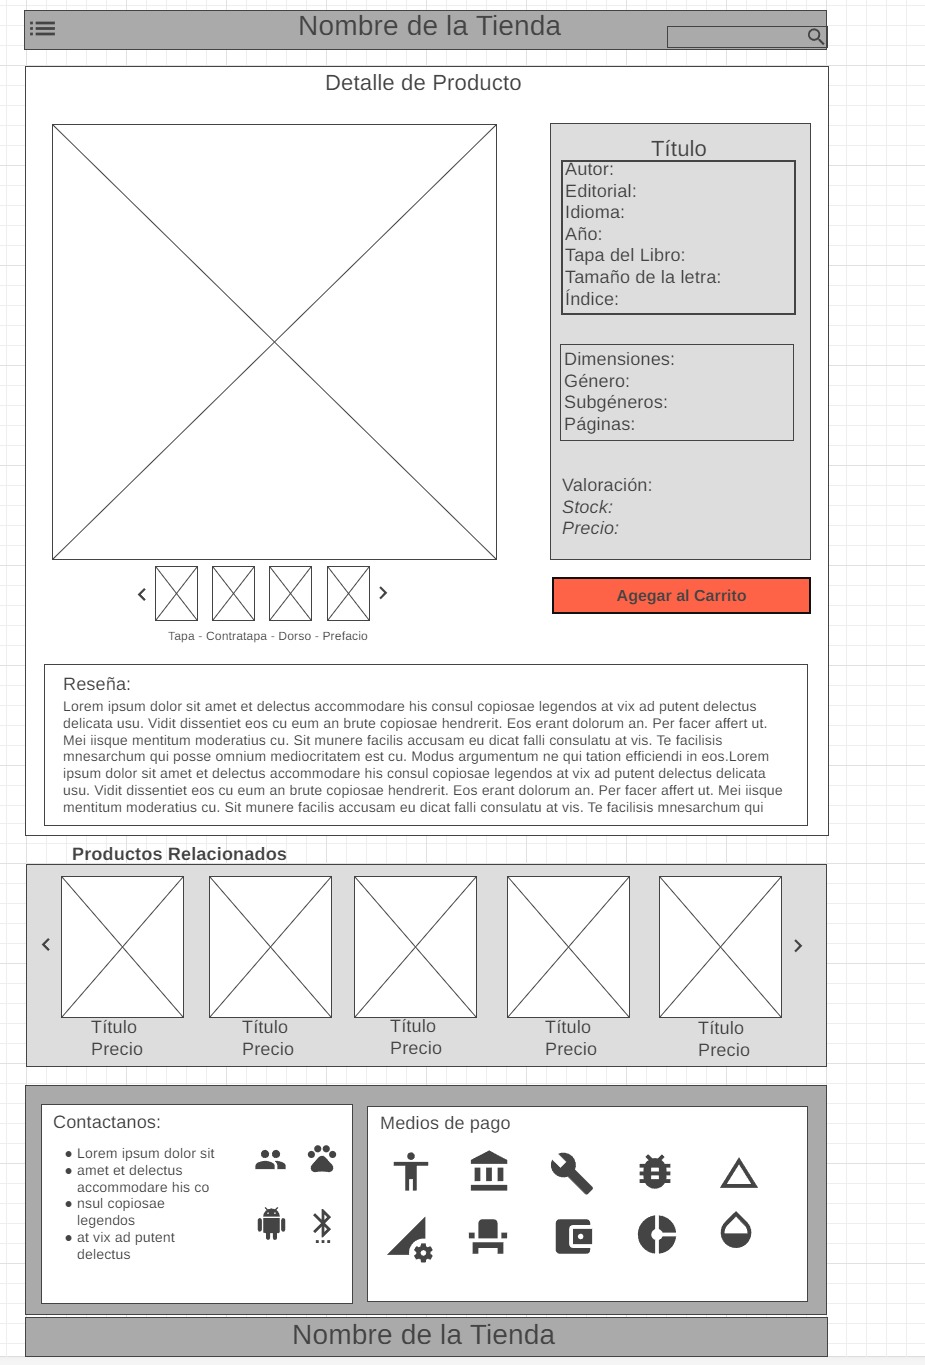 Nombre de la Tienda
Detalle de Producto
Título
Autor:
Editorial:
Idioma:
Año:
Tapa del Libro:
Tamaño de la letra:
Índice:
Dimensiones:
Género:
Subgéneros:
Páginas:
Valoración:
Stock:
Precio:
Agegar al Carrito
Tapa - Contratapa - Dorso - Prefacio
Reseña:
Lorem ipsum dolor sit amet et delectus accommodare his consul copiosae legendos at vix ad putent delectus
delicata usu. Vidit dissentiet eos cu eum an brute copiosae hendrerit. Eos erant dolorum an. Per facer affert ut.
Mei iisque mentitum moderatius cu. Sit munere facilis accusam eu dicat falli consulatu at vis. Te facilisis
mnesarchum qui posse omnium mediocritatem est cu. Modus argumentum ne qui tation efficiendi in eos.Lorem
ipsum dolor sit amet et delectus accommodare his consul copiosae legendos at vix ad putent delectus delicata
usu. Vidit dissentiet eos cu eum an brute copiosae hendrerit. Eos erant dolorum an. Per facer affert ut. Mei iisque
mentitum moderatius cu. Sit munere facilis accusam eu dicat falli consulatu at vis. Te facilisis mnesarchum qui
Productos Relacionados
Título
Precio
Título
Precio
Título
Precio
Título
Precio
Título
Precio
Contactanos:
● Lorem ipsum dolor sit
● amet et delectus
accommodare his co
● nsul copiosae
legendos
● at vix ad putent
delectus
Medios de pago
Nombre de la Tienda